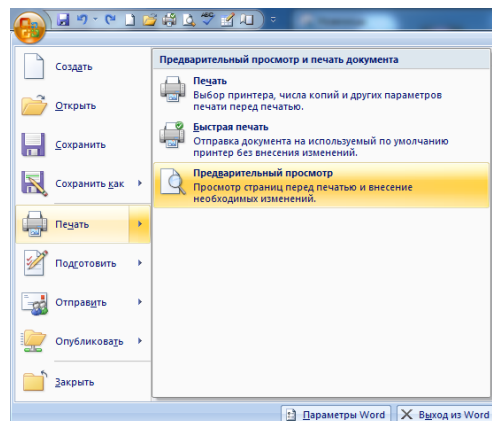 Создать
Открыть
Сохранить
Сохранить как
Печать
Подготовить
Отправить
Опубликовать
Закрыть
Предварительный просмотр и печать документа
Печать
Выбор принтера, числа копий и других параметров
печати перед печатью.
Быстрая печать
Отправка документа на используемый по умолчанию
принтер без внесения изменений.
Предварительный просмотр
Просмотр страниц перед печатью и внесение
необходимых изменений.
Параметры Word
Выход из Word